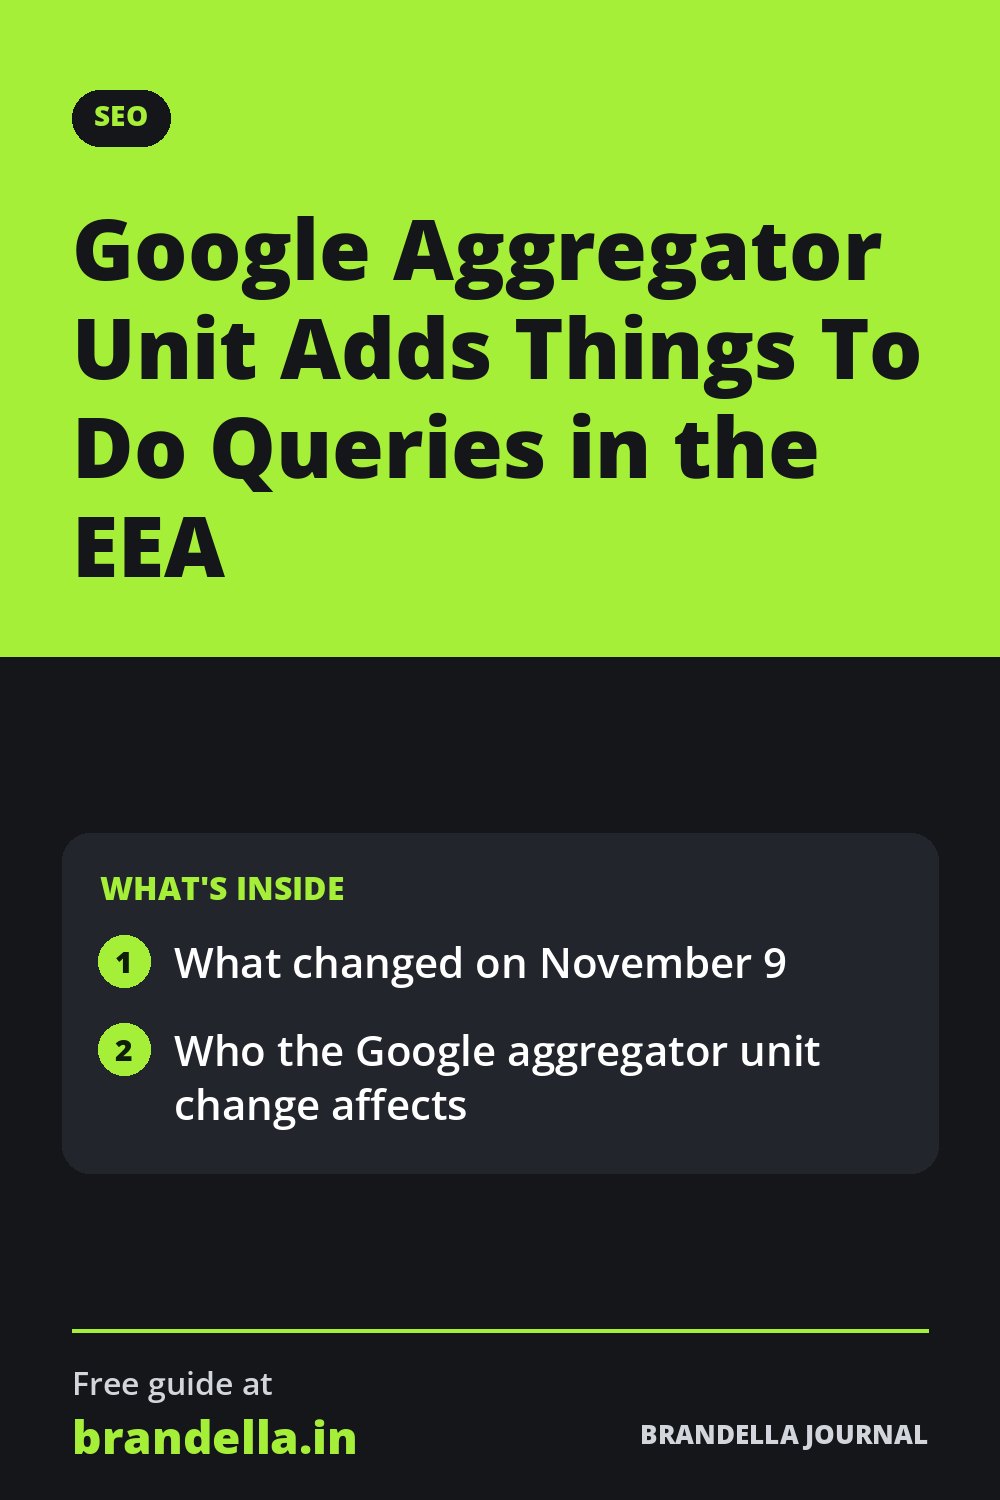 SEO
Google Aggregator
Unit Adds Things To
Do Queries in the
EEA
WHAT'S INSIDE
1 What changed on November 9
2 Who the Google aggregator unit
change affects
Free guide at
brandella.in
BRANDELLA JOURNAL